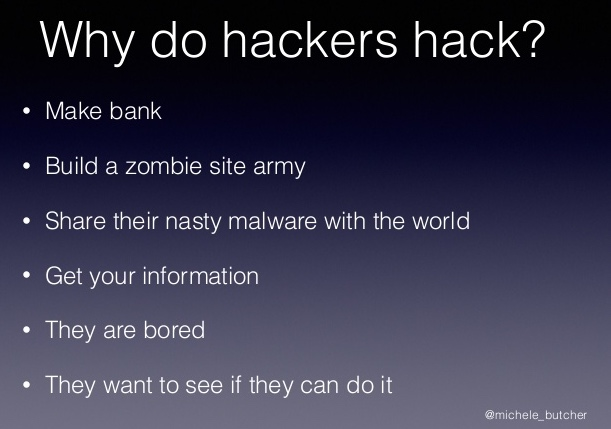 Why do hackers hack?
• Make bank
• Build a zombie site army
• Share their nasty malware with the world
• Get your information
• They are bored
• They want to see if they can do it
@michele_butcher